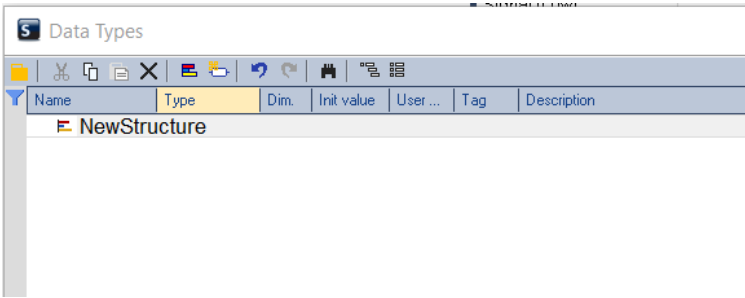 S Data Types
Name Type Dim. Init value User ... Tag Description
NewStructure